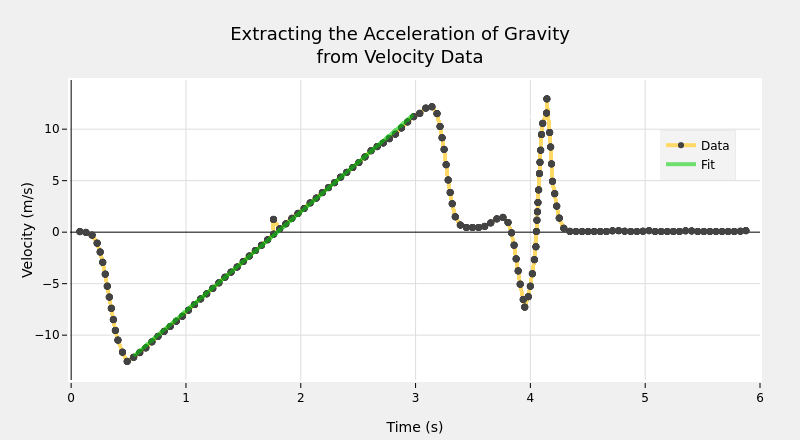 Extracting the Acceleration of Gravity
from Velocity Data
Velocity (m/s)
10
5
0
−5
−10
Data
Fit
0 1 2 3 4 5 6
Time (s)